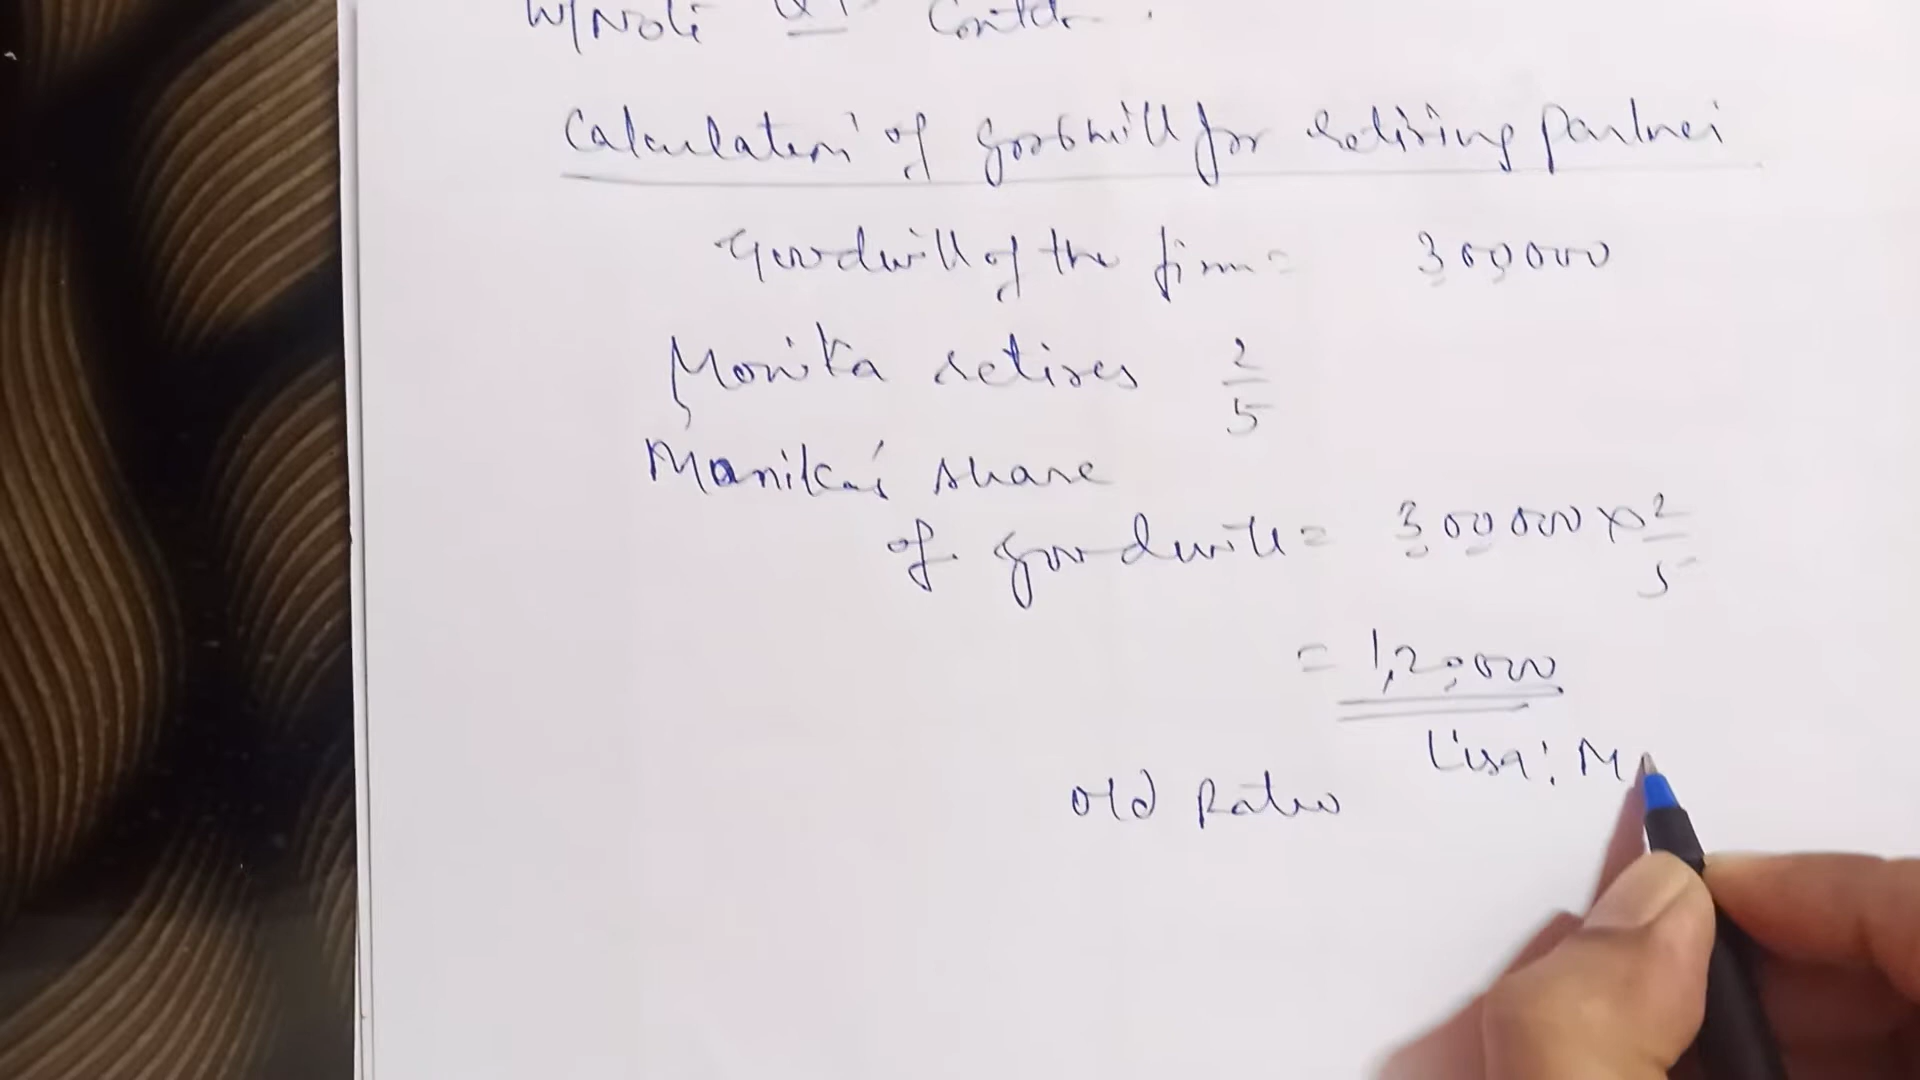 W/Note Q1 Contd.
Calculation of goodwill for retiring partner
Goodwill of the firm = 300000
Monika retires 2/5
Monika's share
of goodwill = 300000 × 2/5
= 1,20,000
Old Ratio Lisa : M